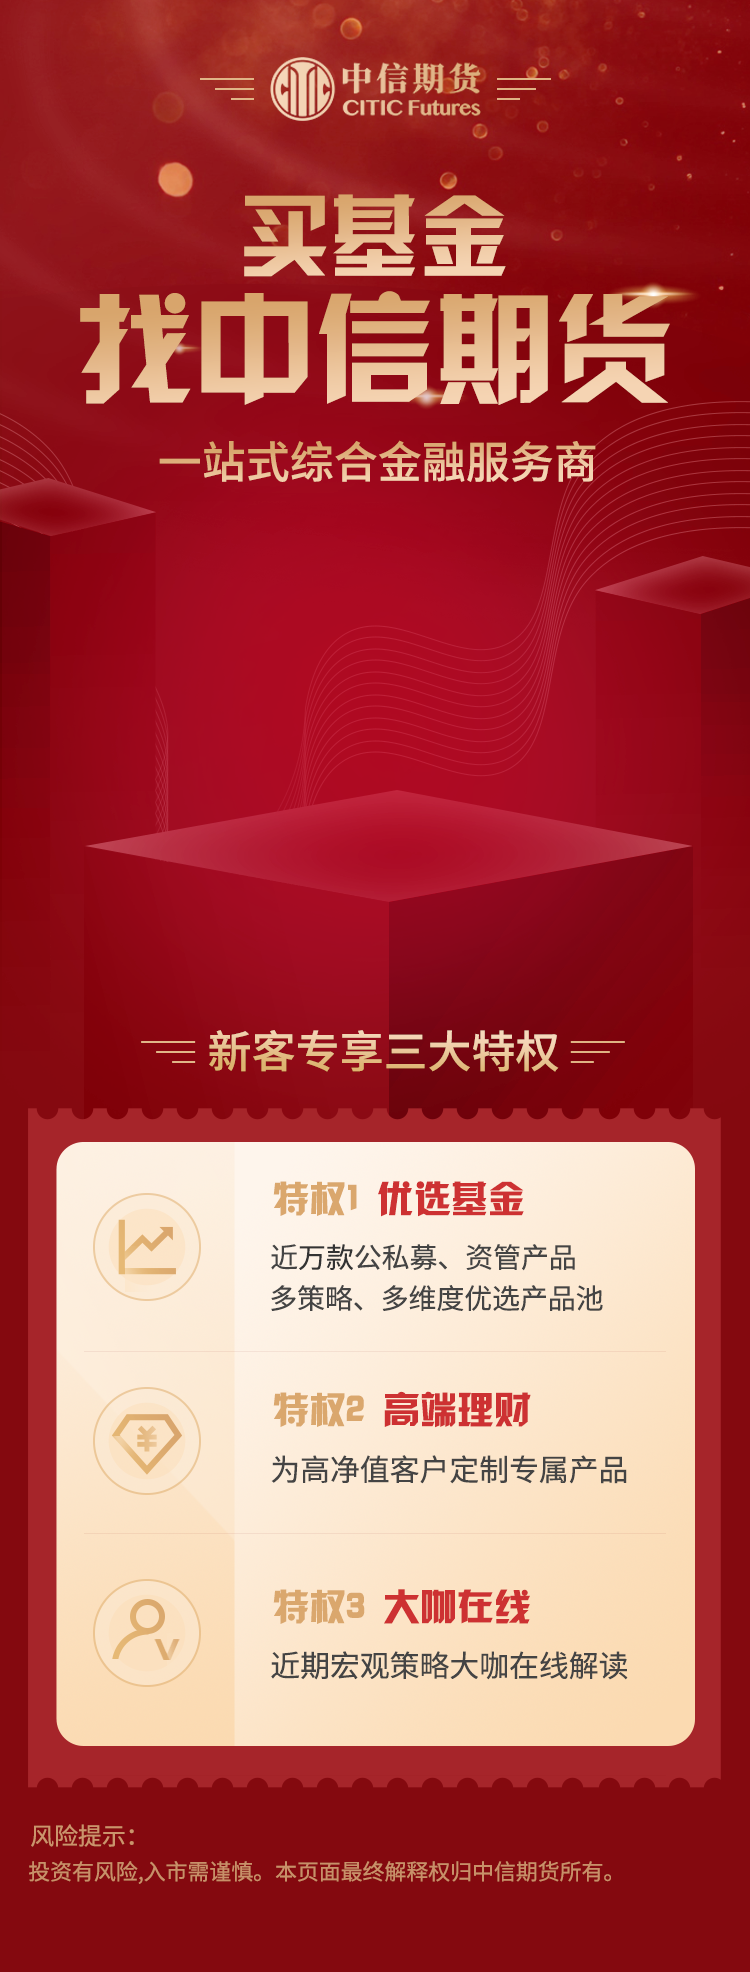 中信期货
CITIC Futures
买基金
找中信期货
一站式综合金融服务商
新客专享三大特权
特权1 优选基金
近万款公私募、资管产品
多策略、多维度优选产品池
特权2 高端理财
¥
为高净值客户定制专属产品
特权3 大咖在线
V
近期宏观策略大咖在线解读
风险提示：
投资有风险,入市需谨慎。本页面最终解释权归中信期货所有。